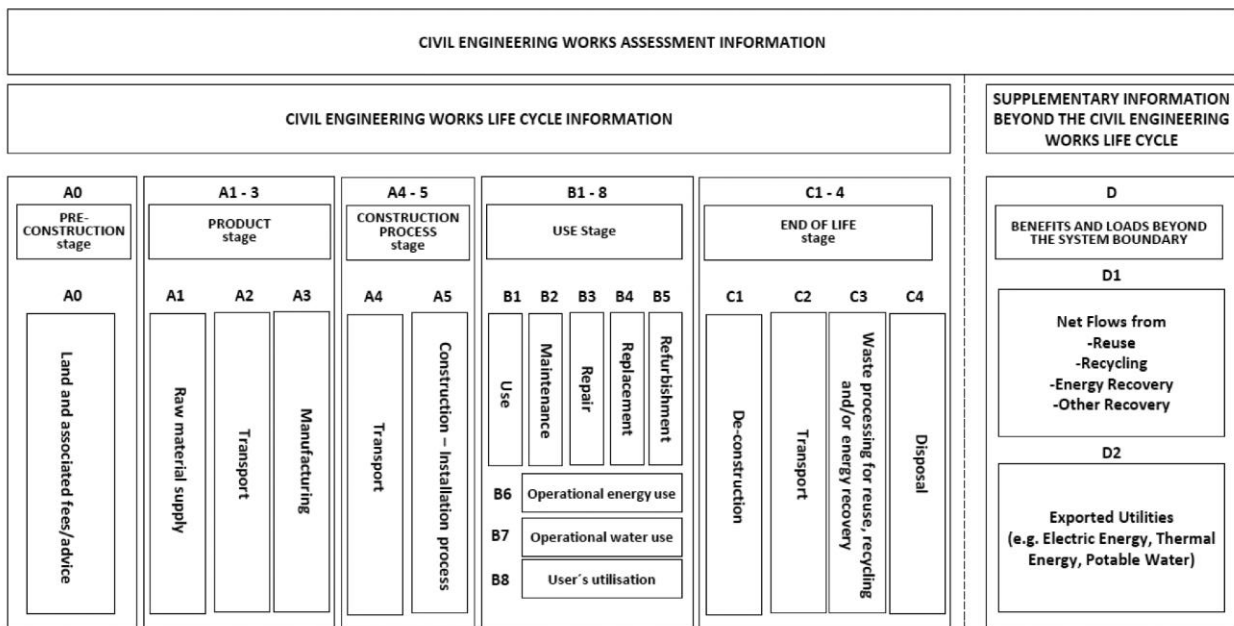 CIVIL ENGINEERING WORKS ASSESSMENT INFORMATION
CIVIL ENGINEERING WORKS LIFE CYCLE INFORMATION
SUPPLEMENTARY INFORMATION
BEYOND THE CIVIL ENGINEERING
WORKS LIFE CYCLE
A0
PRE-
CONSTRUCTION
stage
A0
Land and associated fees/advice
A1 - 3
PRODUCT
stage
A1
Raw material supply
A2
Transport
A3
Manufacturing
A4 - 5
CONSTRUCTION
PROCESS
stage
A4
Transport
A5
Construction – Installation process
B1 - 8
USE Stage
B1
Use
B2
Maintenance
B3
Repair
B4
Replacement
B5
Refurbishment
B6
Operational energy use
B7
Operational water use
B8
User´s utilisation
C1 - 4
END OF LIFE
stage
C1
De-construction
C2
Transport
C3
Waste processing for reuse, recycling
and/or energy recovery
C4
Disposal
D
BENEFITS AND LOADS BEYOND
THE SYSTEM BOUNDARY
D1
Net Flows from
-Reuse
-Recycling
-Energy Recovery
-Other Recovery
D2
Exported Utilities
(e.g. Electric Energy, Thermal
Energy, Potable Water)